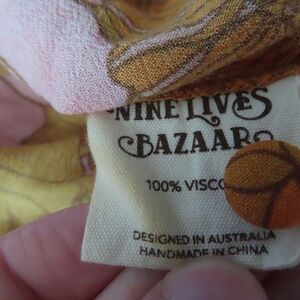 NINE LIVES
BAZAAR
100% VISCO
DESIGNED IN AUSTRALIA
HANDMADE IN CHINA